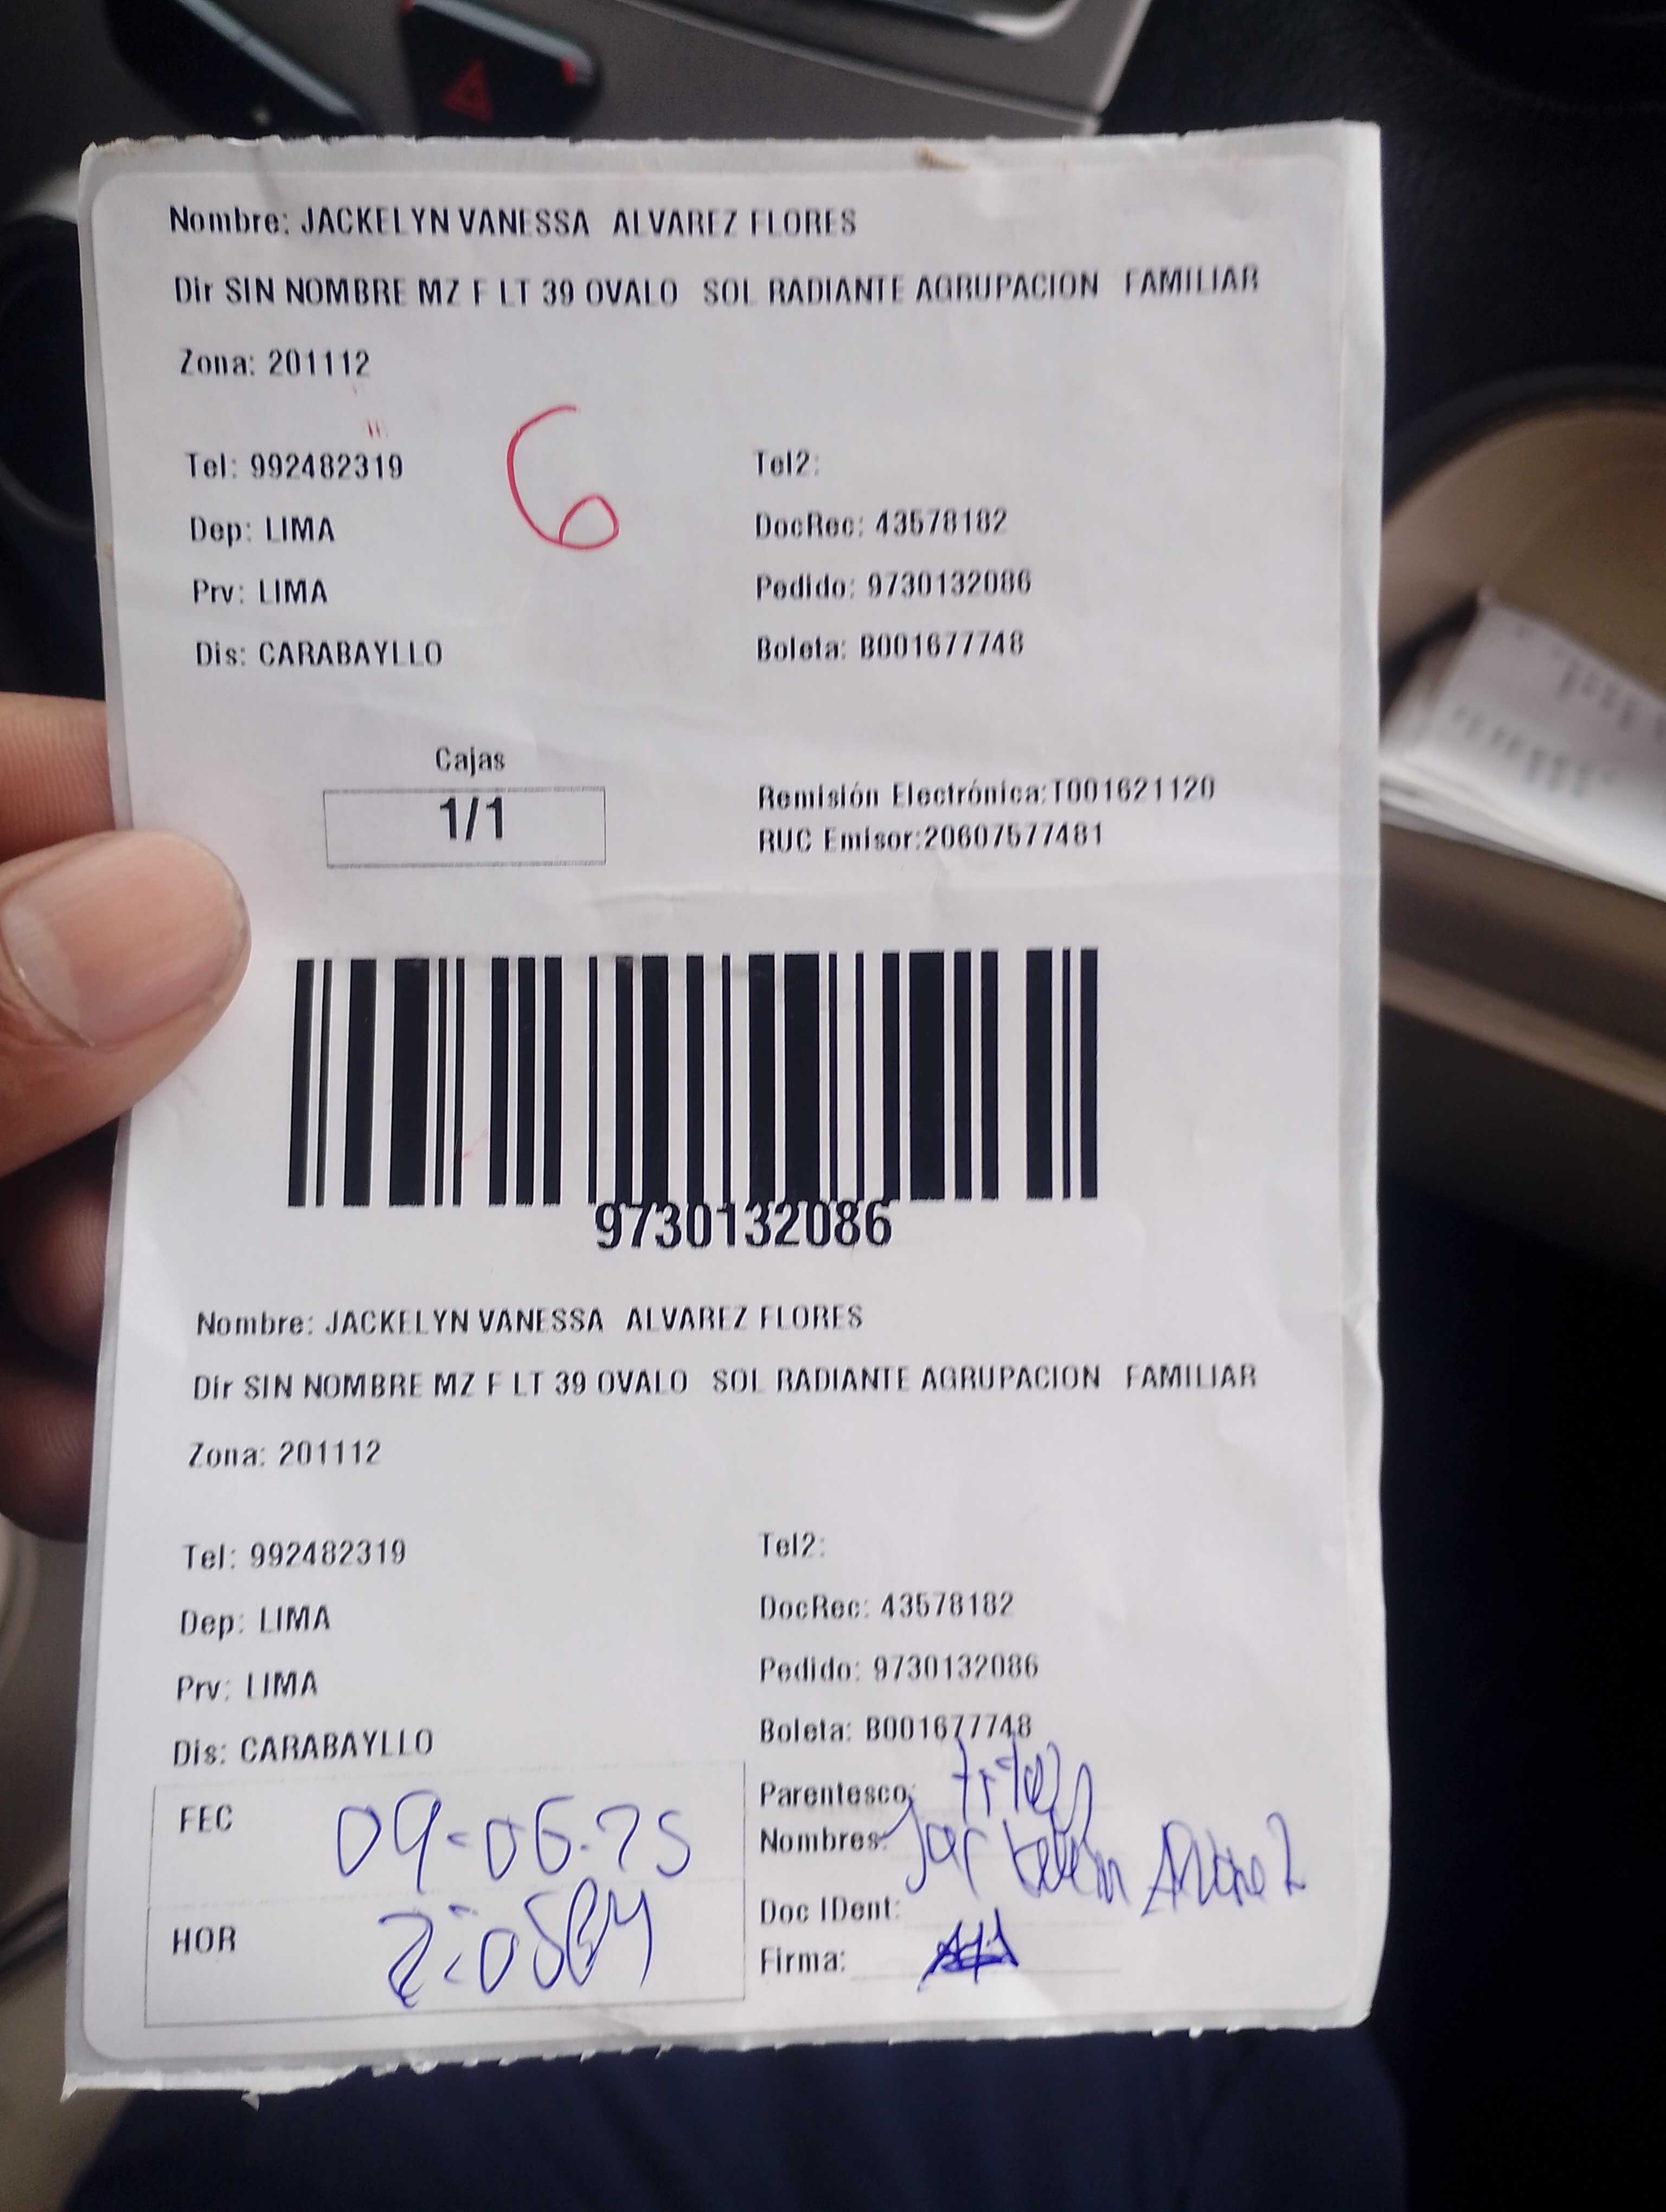 Nombre: JACKELYN VANESSA ALVAREZ FLORES
Dir SIN NOMBRE MZ F LT 39 OVALO SOL RADIANTE AGRUPACION FAMILIAR
Zona: 201112
6
Tel: 992482319 Tel2:
Dep: LIMA DocRec: 43578182
Prv: LIMA Pedido: 9730132086
Dis: CARABAYLLO Boleta: B001677748
Cajas
1/1
Remisión Electrónica:T001621120
RUC Emisor:20607577481
9730132086
Nombre: JACKELYN VANESSA ALVAREZ FLORES
Dir SIN NOMBRE MZ F LT 39 OVALO SOL RADIANTE AGRUPACION FAMILIAR
Zona: 201112
Tel: 992482319 Tel2:
Dep: LIMA DocRec: 43578182
Prv: LIMA Pedido: 9730132086
Dis: CARABAYLLO Boleta: B001677748
FEC 09-06-25
HOR 2:05PM
Parentesco:
Nombres:
Doc IDent:
Firma: